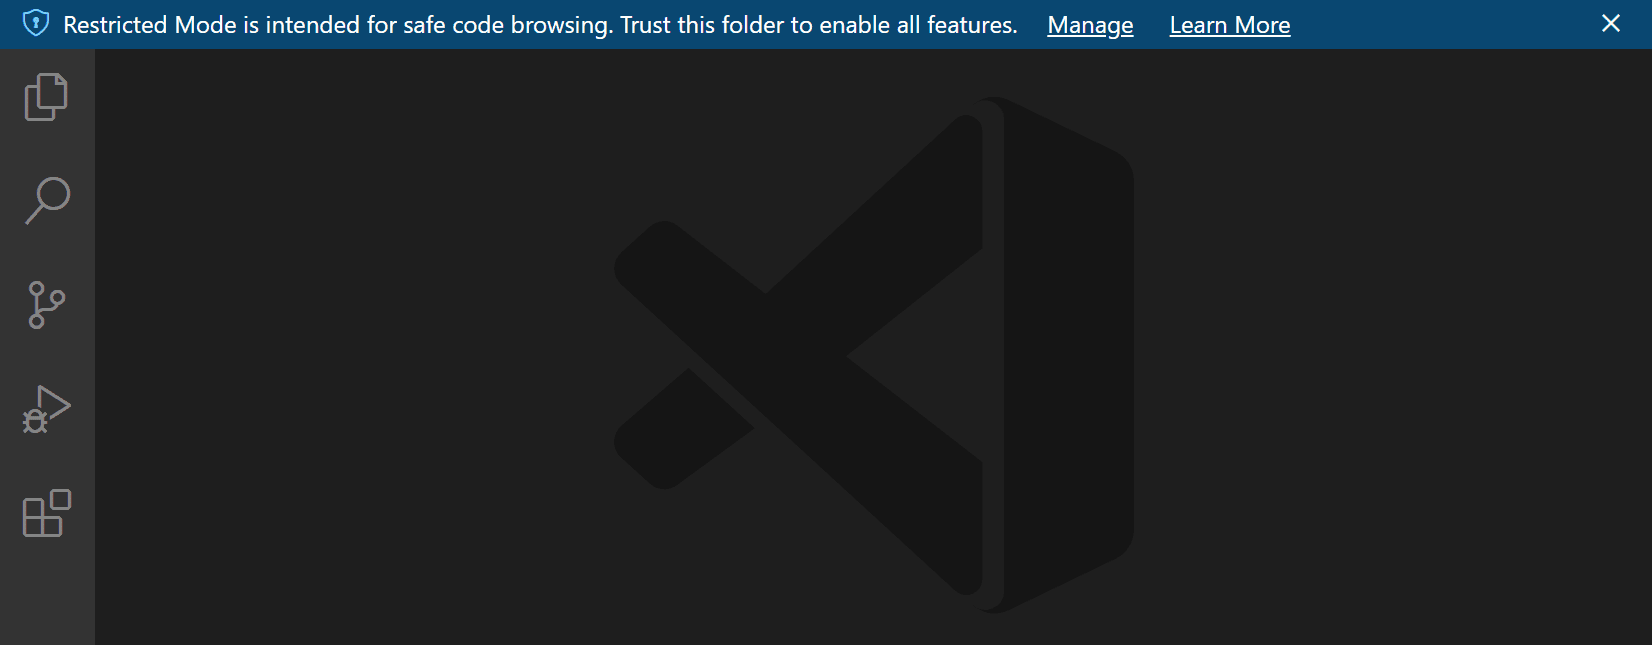 Restricted Mode is intended for safe code browsing. Trust this folder to enable all features. Manage Learn More